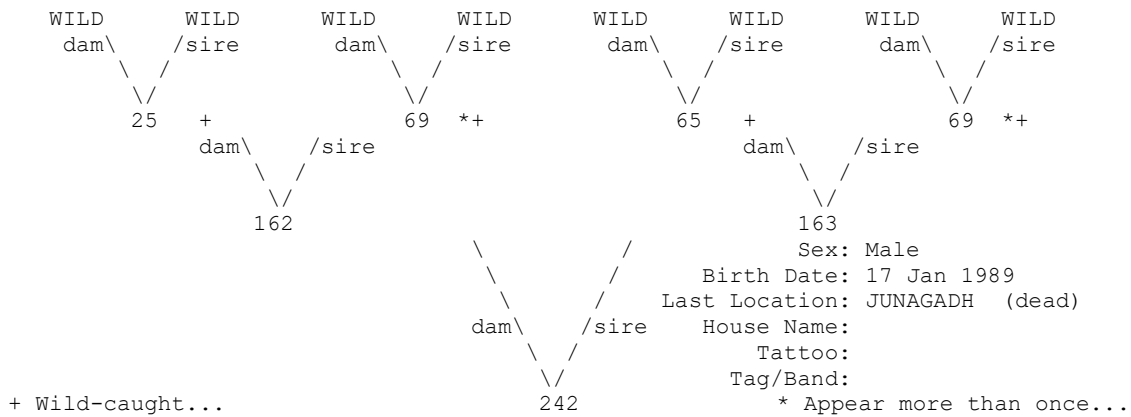 WILD WILD WILD WILD WILD WILD WILD WILD
dam\ /sire dam\ /sire dam\ /sire dam\ /sire
\ / \ / \ / \ /
\/ \/ \/ \/
25 + 69 *+ 65 + 69 *+
dam\ /sire dam\ /sire
\ / \ /
\/ \/
162 163
\ / Sex: Male
\ / Birth Date: 17 Jan 1989
\ / Last Location: JUNAGADH (dead)
dam\ /sire House Name:
\ / Tattoo:
\/ Tag/Band:
+ Wild-caught... 242 * Appear more than once...